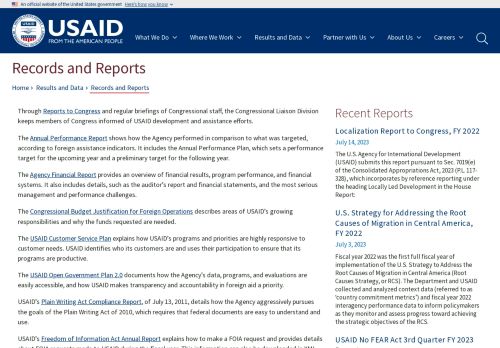 An official website of the United States government Here's how you know
USAID
FROM THE AMERICAN PEOPLE
What We Do
Where We Work
Results and Data
Partner with Us
About Us
Careers
Records and Reports
Home › Results and Data › Records and Reports
Through Reports to Congress and regular briefings of Congressional staff, the Congressional Liaison Division
keeps members of Congress informed of USAID development and assistance efforts.
The Annual Performance Report shows how the Agency performed in comparison to what was targeted,
according to foreign assistance indicators. It includes the Annual Performance Plan, which sets a performance
target for the upcoming year and a preliminary target for the following year.
The Agency Financial Report provides an overview of financial results, program performance, and financial
systems. It also includes details, such as the auditor's report and financial statements, and the most serious
management and performance challenges.
The Congressional Budget Justification for Foreign Operations describes areas of USAID's growing
responsibilities and why the funds requested are needed.
The USAID Customer Service Plan explains how USAID's programs and priorities are highly responsive to
customer needs. USAID identifies who its customers are and uses their participation to ensure that its
programs are productive.
The USAID Open Government Plan 2.0 documents how the Agency's data, programs, and evaluations are
easily accessible, and how USAID makes transparency and accountability in foreign aid a priority.
USAID's Plain Writing Act Compliance Report, of July 13, 2011, details how the Agency aggressively pursues
the goals of the Plain Writing Act of 2010, which requires that federal documents are easy to understand and
use.
USAID's Freedom of Information Act Annual Report explains how to make a FOIA request and provides details
Recent Reports
Localization Report to Congress, FY 2022
July 14, 2023
The U.S. Agency for International Development
(USAID) submits this report pursuant to Sec. 7019(e)
of the Consolidated Appropriations Act, 2023 (P.L. 117-
328), which incorporates by reference reporting under
the heading Locally Led Development in the House
Report:
U.S. Strategy for Addressing the Root
Causes of Migration in Central America,
FY 2022
July 3, 2023
Fiscal year 2022 was the first full fiscal year of
implementation of the U.S. Strategy to Address the
Root Causes of Migration in Central America (Root
Causes Strategy, or RCS). The Department and USAID
collected and analyzed context data (referred to as
'country commitment metrics') and fiscal year 2022
interagency performance data to inform policymakers
as they monitor and assess progress toward achieving
the strategic objectives of the RCS.
USAID No FEAR Act 3rd Quarter FY 2023